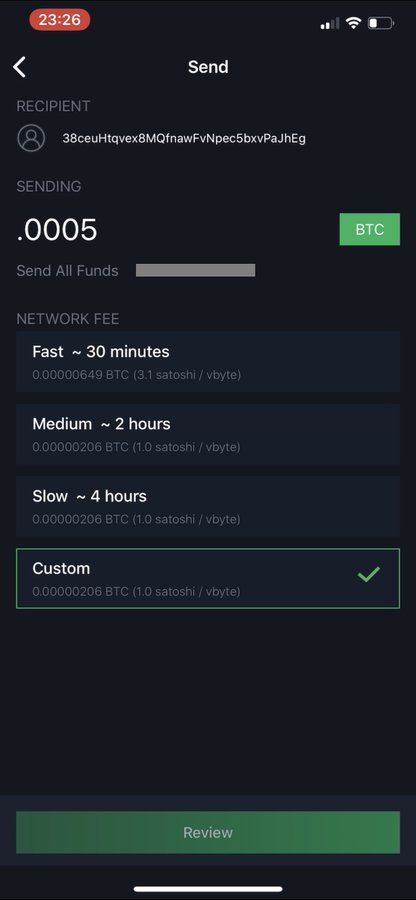 23:26
Send
RECIPIENT
38ceuHtqvex8MQfnawFvNpec5bxvPaJhEg
SENDING
.0005
BTC
Send All Funds
NETWORK FEE
Fast ~ 30 minutes
0.00000649 BTC (3.1 satoshi / vbyte)
Medium ~ 2 hours
0.00000206 BTC (1.0 satoshi / vbyte)
Slow ~ 4 hours
0.00000206 BTC (1.0 satoshi / vbyte)
Custom
0.00000206 BTC (1.0 satoshi / vbyte)
Review